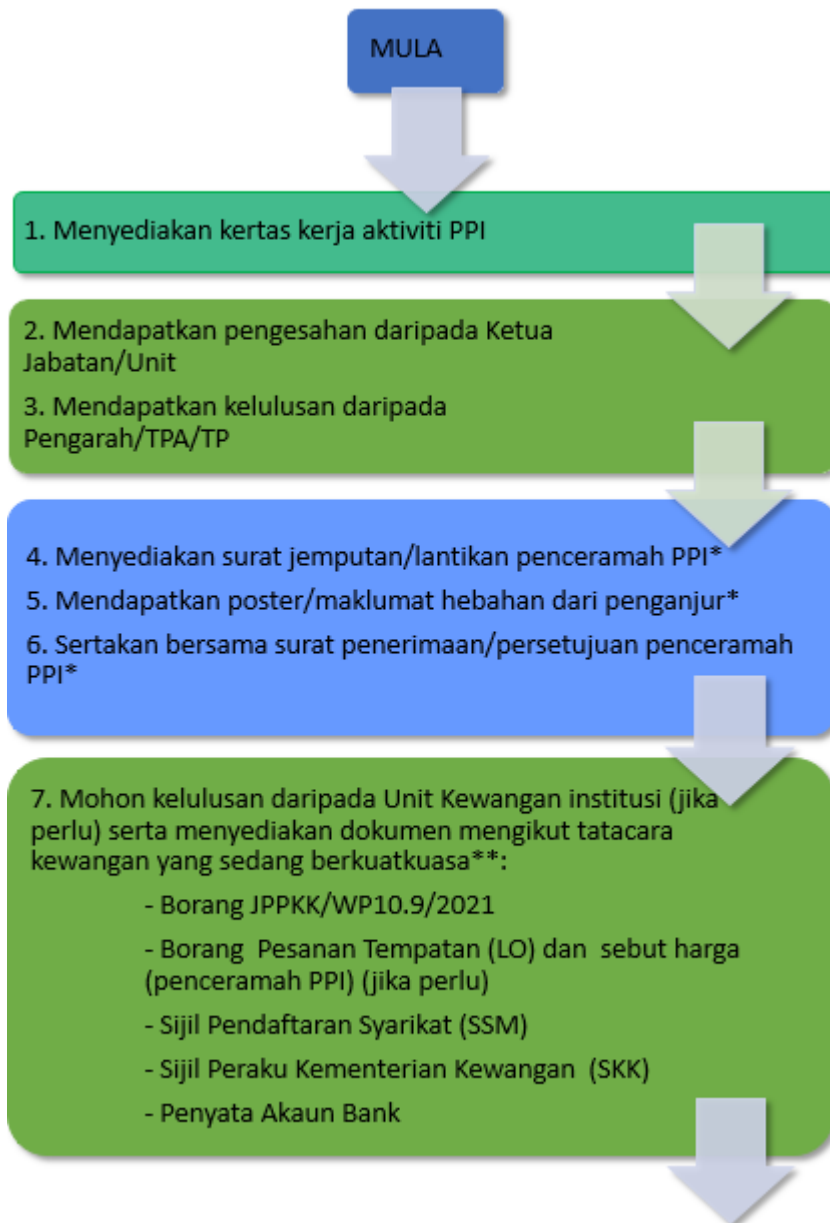 MULA
1. Menyediakan kertas kerja aktiviti PPI
2. Mendapatkan pengesahan daripada Ketua
Jabatan/Unit
3. Mendapatkan kelulusan daripada
Pengarah/TPA/TP
4. Menyediakan surat jemputan/lantikan penceramah PPI*
5. Mendapatkan poster/maklumat hebahan dari penganjur*
6. Sertakan bersama surat penerimaan/persetujuan penceramah
PPI*
7. Mohon kelulusan daripada Unit Kewangan institusi (jika
perlu) serta menyediakan dokumen mengikut tatacara
kewangan yang sedang berkuatkuasa**:
- Borang JPPKK/WP10.9/2021
- Borang Pesanan Tempatan (LO) dan sebut harga
(penceramah PPI) (jika perlu)
- Sijil Pendaftaran Syarikat (SSM)
- Sijil Peraku Kementerian Kewangan (SKK)
- Penyata Akaun Bank